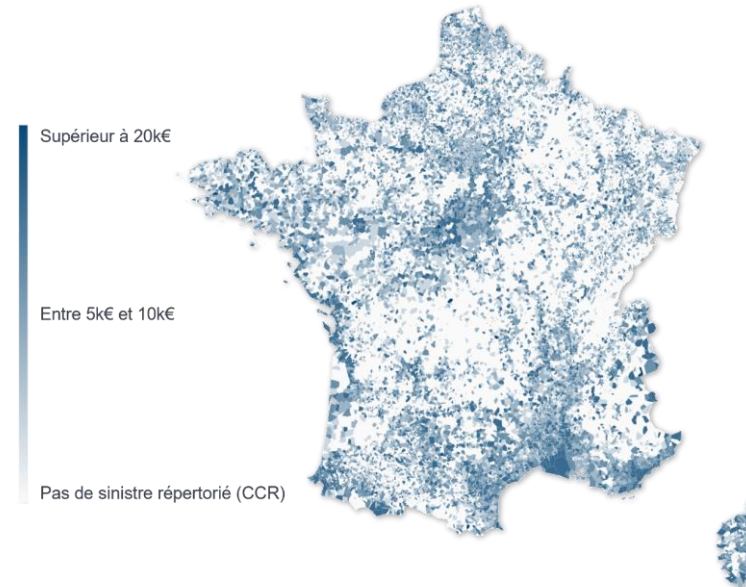 Supérieur à 20k€
Entre 5k€ et 10k€
Pas de sinistre répertorié (CCR)